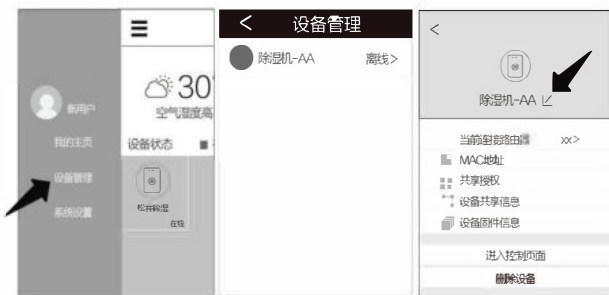 新用户
我的主页
设备管理
系统设置
30°
空气湿度高
设备状态
松井除湿
在线
< 设备管理
除湿机-AA 离线>
<
除湿机-AA
当前连接路由器 xx>
MAC地址
共享授权
设备共享信息
设备固件信息
进入控制页面
删除设备